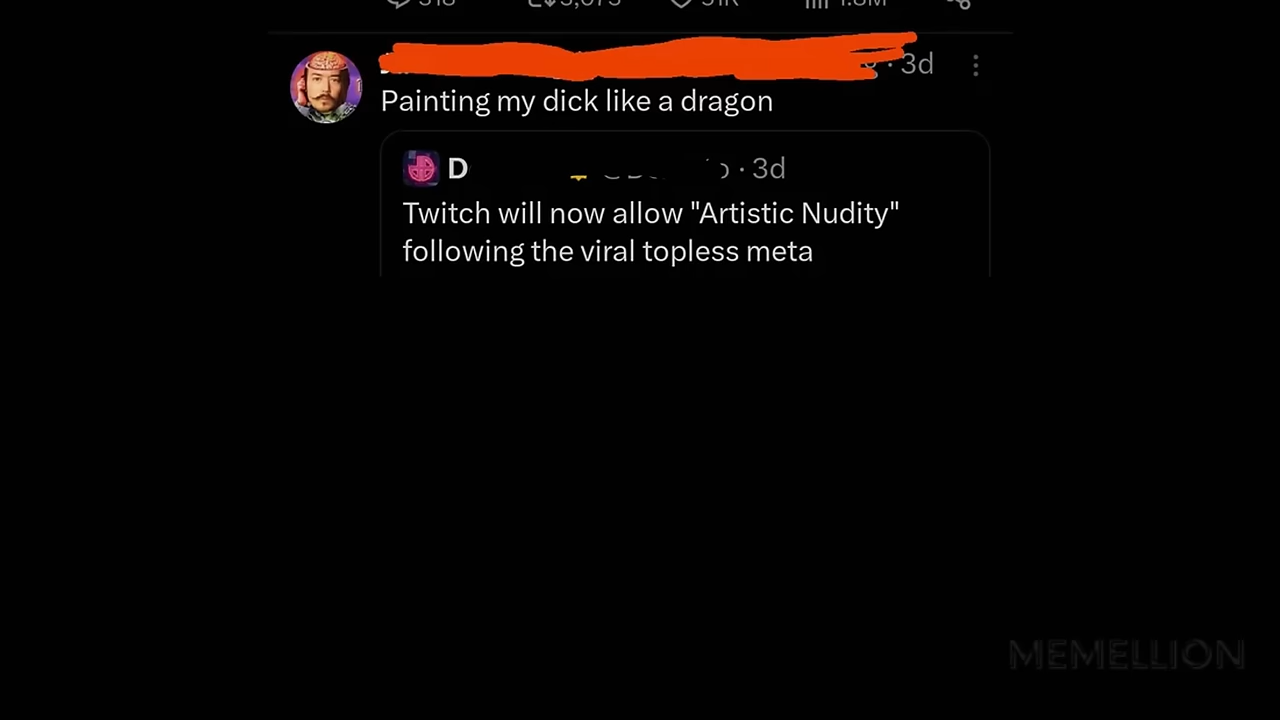 3d
Painting my dick like a dragon
D · 3d
Twitch will now allow "Artistic Nudity"
following the viral topless meta
MEMELLION